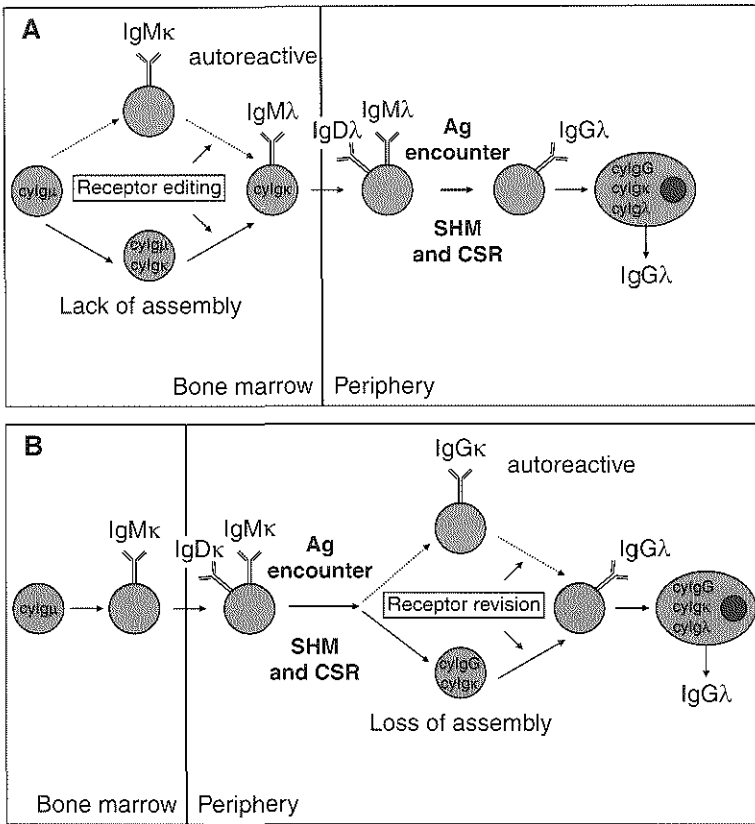 A
IgMκ
autoreactive
IgMλ
cyIgμ
Receptor editing
cyIgκ
cyIgμ
cyIgκ
Lack of assembly
Bone marrow
IgDλ
IgMλ
Ag
encounter
SHM
and CSR
IgGλ
cyIgG
cyIgκ
cyIgλ
IgGλ
Periphery
B
cyIgμ
IgMκ
Bone marrow
IgDκ
IgMκ
Ag
encounter
SHM
and CSR
IgGκ
autoreactive
Receptor revision
cyIgG
cyIgκ
Loss of assembly
IgGλ
cyIgG
cyIgκ
cyIgλ
IgGλ
Periphery